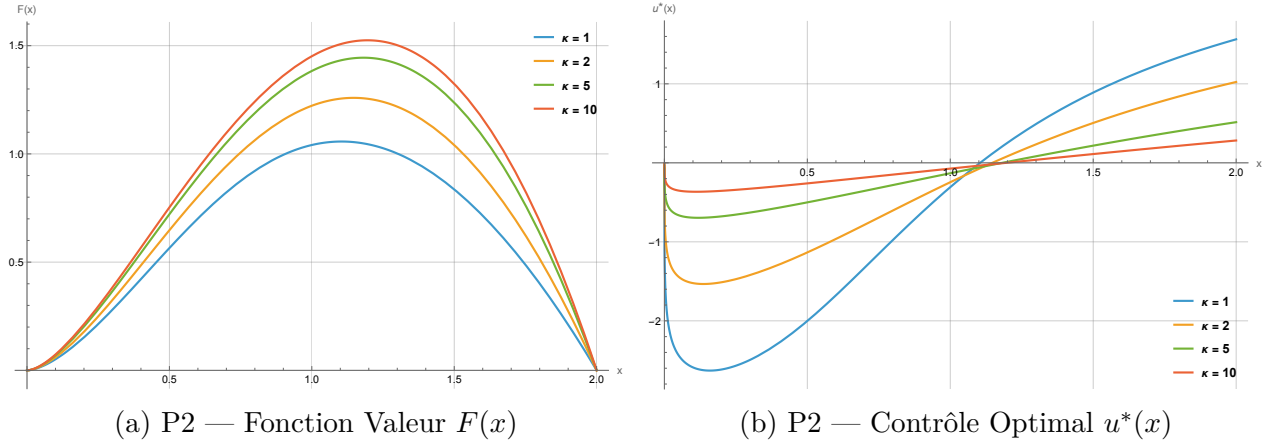 F(x)
1.5
1.0
0.5
0.5
1.0
1.5
2.0
x
κ = 1
κ = 2
κ = 5
κ = 10
(a) P2 — Fonction Valeur F(x)
u*(x)
1
−1
−2
0.5
1.0
1.5
2.0
x
κ = 1
κ = 2
κ = 5
κ = 10
(b) P2 — Contrôle Optimal u*(x)